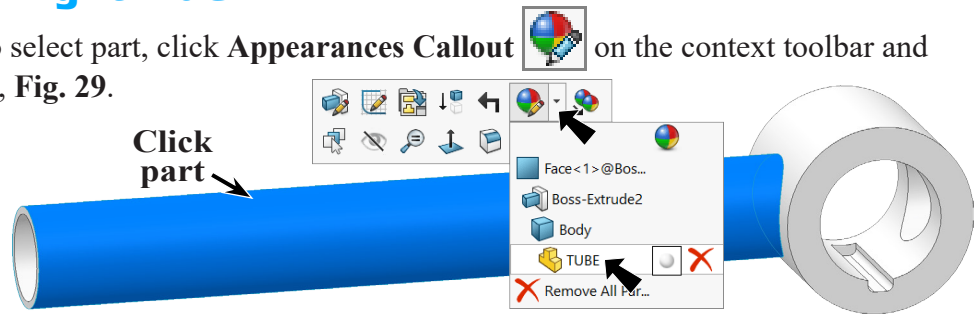 select part, click Appearances Callout on the context toolbar and
, Fig. 29.
Click
part
Face<1>@Bos...
Boss-Extrude2
Body
TUBE
Remove All Par...